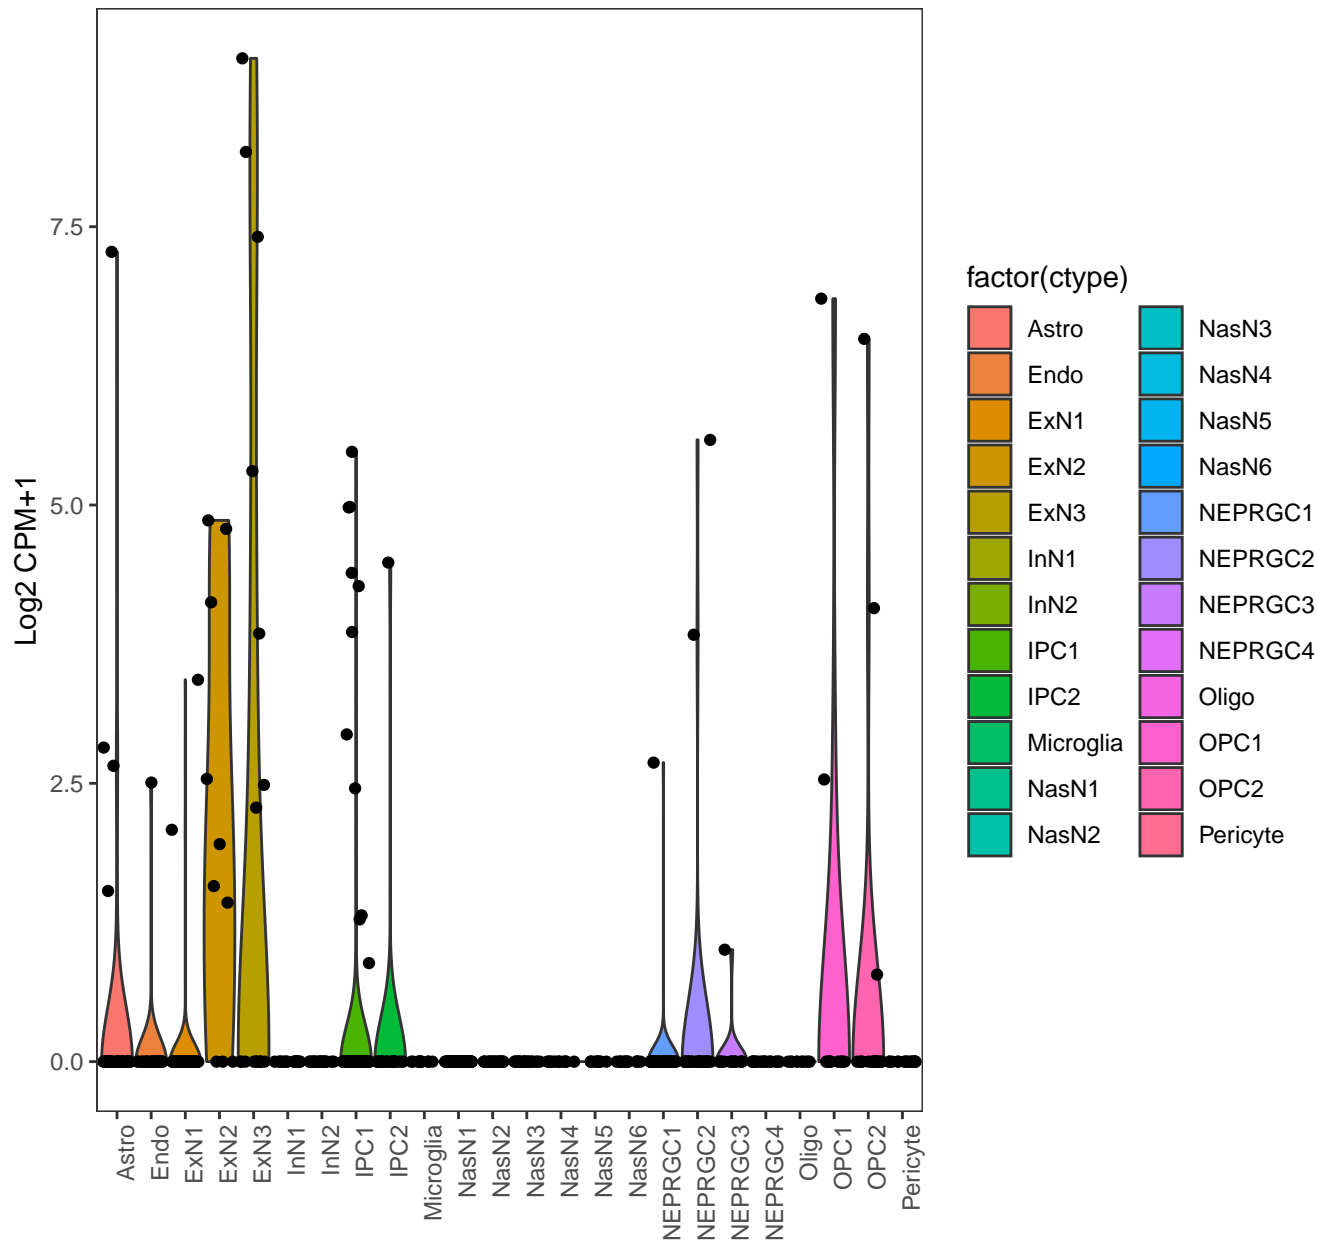 Log2 CPM+1
7.5
5.0
2.5
0.0
Astro
Endo
ExN1
ExN2
ExN3
InN1
InN2
IPC1
IPC2
Microglia
NasN1
NasN2
NasN3
NasN4
NasN5
NasN6
NEPRGC1
NEPRGC2
NEPRGC3
NEPRGC4
Oligo
OPC1
OPC2
Pericyte
factor(ctype)
Astro
Endo
ExN1
ExN2
ExN3
InN1
InN2
IPC1
IPC2
Microglia
NasN1
NasN2
NasN3
NasN4
NasN5
NasN6
NEPRGC1
NEPRGC2
NEPRGC3
NEPRGC4
Oligo
OPC1
OPC2
Pericyte